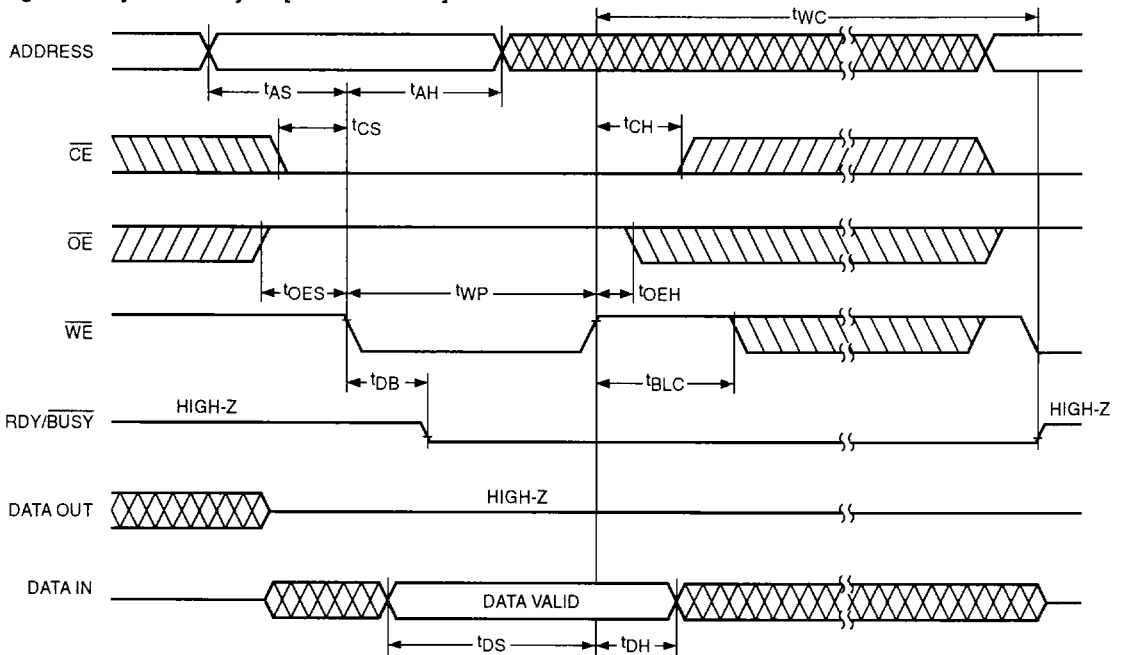 tWC
ADDRESS
tAS
tAH
tCS
tCH
CE
OE
tOES
tWP
tOEH
WE
tDB
tBLC
HIGH-Z
HIGH-Z
RDY/BUSY
DATA OUT
HIGH-Z
DATA IN
DATA VALID
tDS
tDH